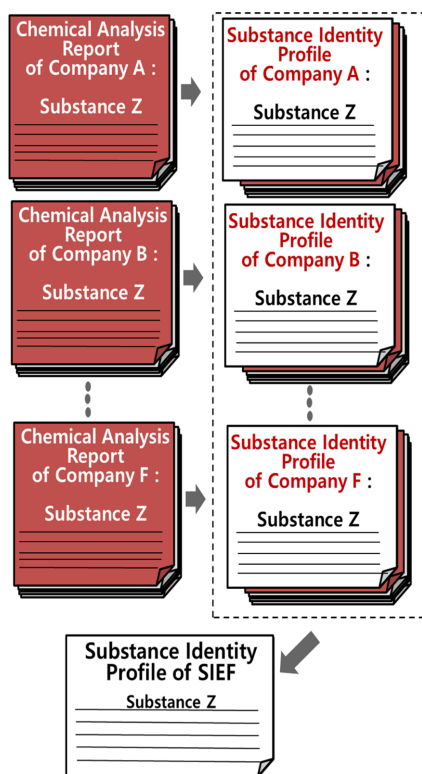 Chemical Analysis
Report
of Company A :
Substance Z
Substance Identity
Profile
of Company A :
Substance Z
Chemical Analysis
Report
of Company B :
Substance Z
Substance Identity
Profile
of Company B :
Substance Z
Chemical Analysis
Report
of Company F :
Substance Z
Substance Identity
Profile
of Company F :
Substance Z
Substance Identity
Profile of SIEF
Substance Z